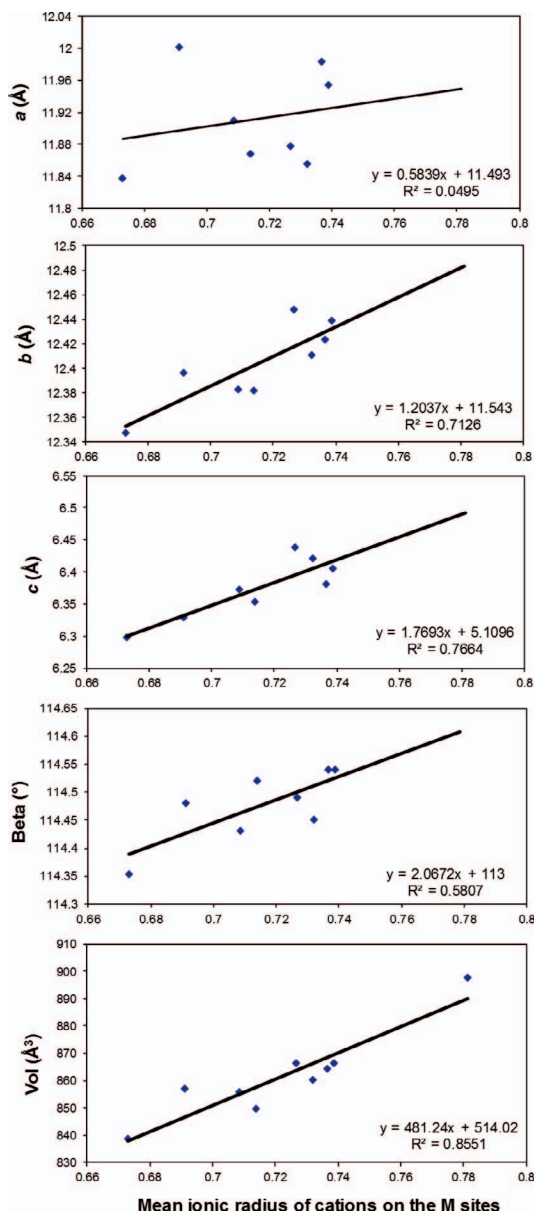 12.04
12
11.96
11.92
11.88
11.84
11.8
a (Å)
y = 0.5839x + 11.493
R² = 0.0495
0.66 0.68 0.7 0.72 0.74 0.76 0.78 0.8
12.5
12.48
12.46
12.44
12.42
12.4
12.38
12.36
12.34
b (Å)
y = 1.2037x + 11.543
R² = 0.7126
0.66 0.68 0.7 0.72 0.74 0.76 0.78 0.8
6.55
6.5
6.45
6.4
6.35
6.3
6.25
c (Å)
y = 1.7693x + 5.1096
R² = 0.7664
0.66 0.68 0.7 0.72 0.74 0.76 0.78 0.8
114.65
114.6
114.55
114.5
114.45
114.4
114.35
114.3
Beta (°)
y = 2.0672x + 113
R² = 0.5807
0.66 0.68 0.7 0.72 0.74 0.76 0.78 0.8
910
900
890
880
870
860
850
840
830
Vol (Å³)
y = 481.24x + 514.02
R² = 0.8551
0.66 0.68 0.7 0.72 0.74 0.76 0.78 0.8
Mean ionic radius of cations on the M sites